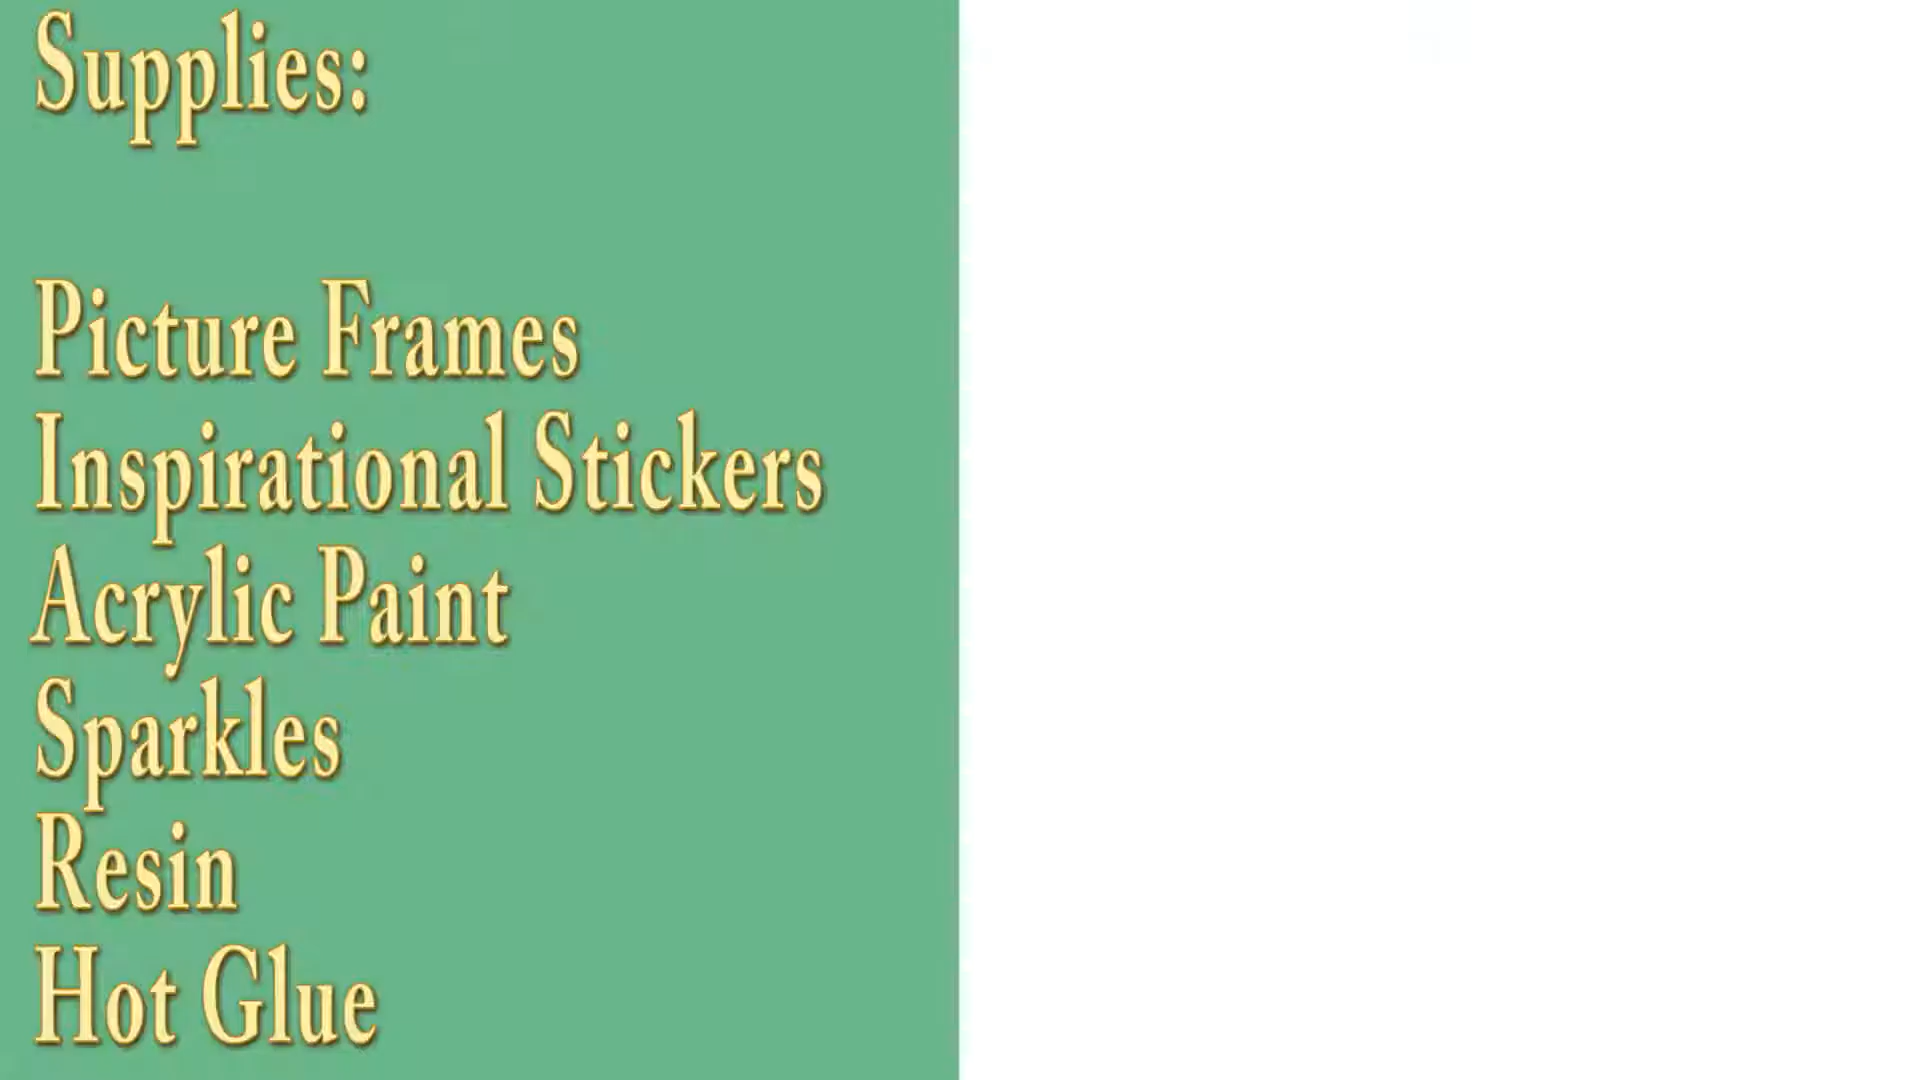 Supplies:
Picture Frames
Inspirational Stickers
Acrylic Paint
Sparkles
Resin
Hot Glue